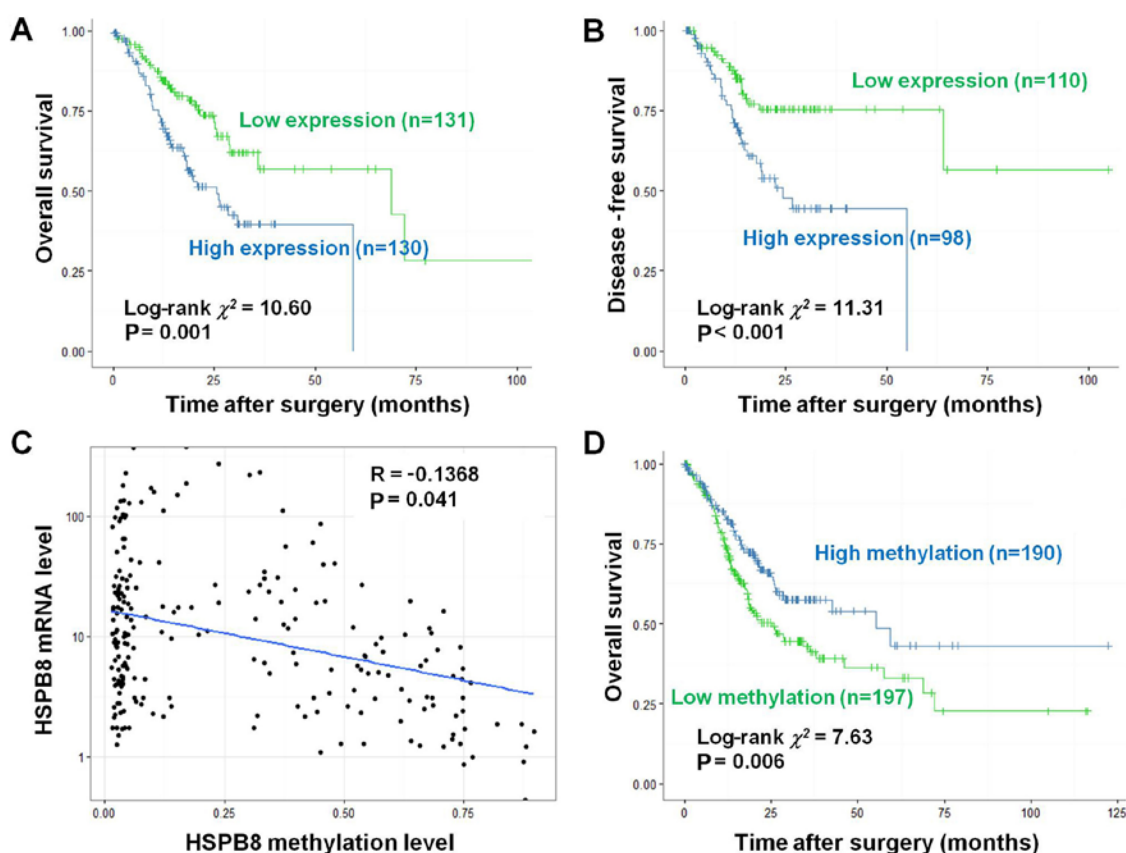 A
1.00
0.75
0.50
0.25
0.00
Overall survival
Low expression (n=131)
High expression (n=130)
Log-rank χ² = 10.60
P = 0.001
0
25
50
75
100
Time after surgery (months)
B
1.00
0.75
0.50
0.25
0.00
Disease -free survival
Low expression (n=110)
High expression (n=98)
Log-rank χ² = 11.31
P < 0.001
0
25
50
75
100
Time after surgery (months)
C
100
10
1
HSPB8 mRNA level
R = -0.1368
P = 0.041
0.00
0.25
0.50
0.75
HSPB8 methylation level
D
1.00
0.75
0.50
0.25
0.00
Overall survival
High methylation (n=190)
Low methylation (n=197)
Log-rank χ² = 7.63
P = 0.006
0
25
50
75
100
125
Time after surgery (months)